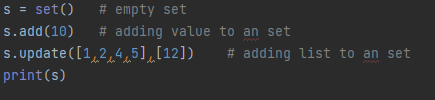 s = set()   # empty set
s.add(10)   # adding value to an set
s.update([1,2,4,5],[12])    # adding list to an set
print(s)